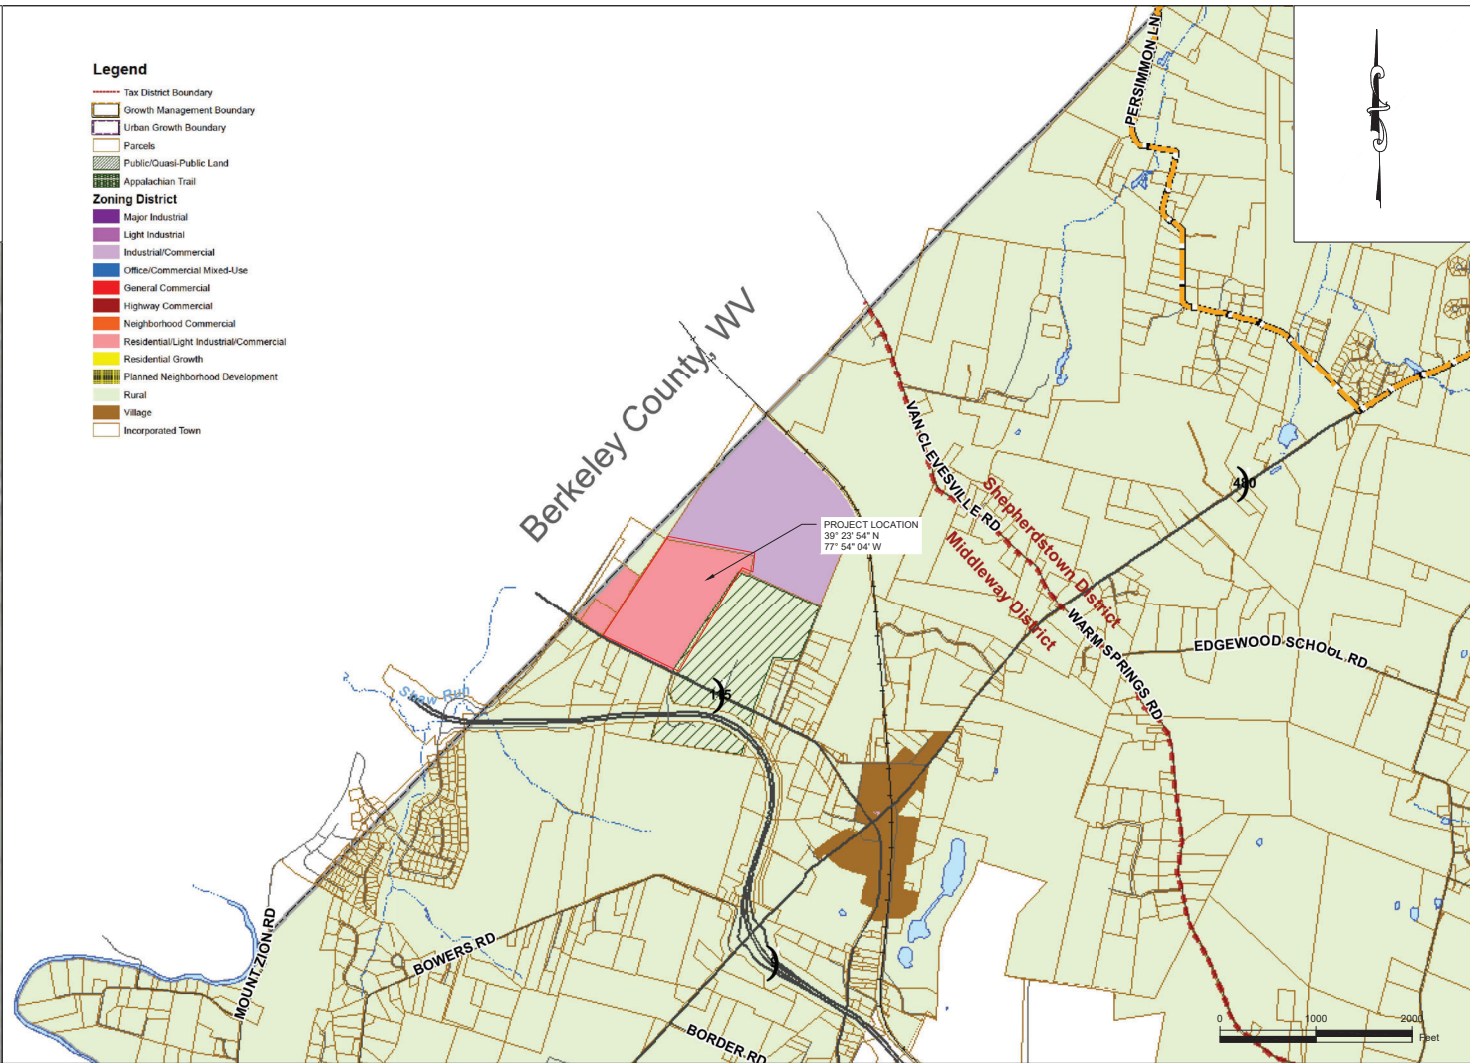 Legend
Tax District Boundary
Growth Management Boundary
Urban Growth Boundary
Parcels
Public/Quasi-Public Land
Appalachian Trail
Zoning District
Major Industrial
Light Industrial
Industrial/Commercial
Office/Commercial Mixed-Use
General Commercial
Highway Commercial
Neighborhood Commercial
Residential/Light Industrial/Commercial
Residential Growth
Planned Neighborhood Development
Rural
Village
Incorporated Town
PERSIMMON LN
Berkeley County, WV
VAN CLEVESVILLE RD
Shepherdstown District
Middleway District
480
PROJECT LOCATION
39° 23' 54" N
77° 54' 04' W
WARM SPRINGS RD
EDGEWOOD SCHOOL RD
Shaw Run
115
9
BOWERS RD
MOUNT ZION RD
BORDER RD
0 1000 2000
Feet